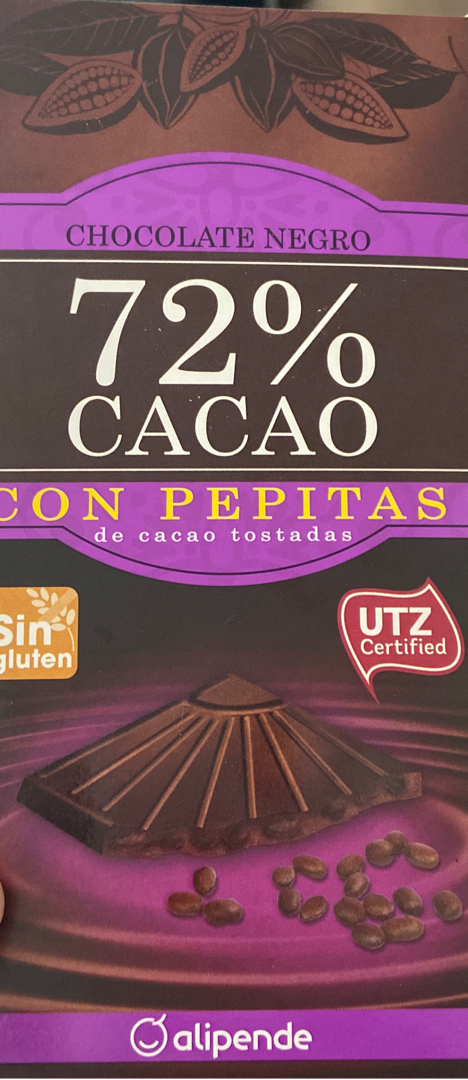 CHOCOLATE NEGRO
72%
CACAO
CON PEPITAS
de cacao tostadas
Sin
gluten
UTZ
Certified
alipende